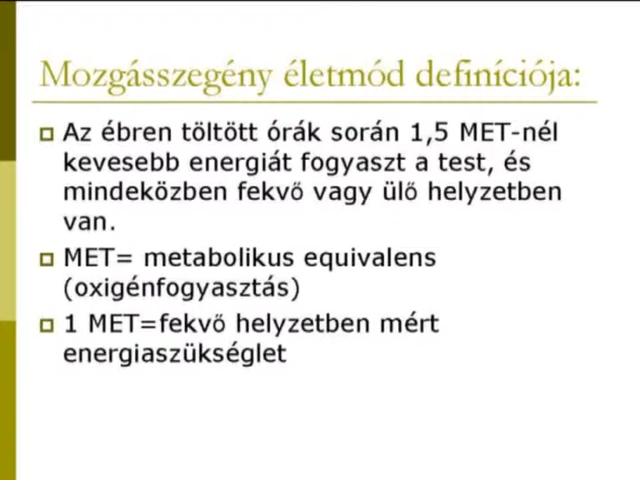 Mozgásszegény életmód definíciója:
Az ébren töltött órák során 1,5 MET-nél
kevesebb energiát fogyaszt a test, és
mindeközben fekvő vagy ülő helyzetben
van.
MET= metabolikus equivalens
(oxigénfogyasztás)
1 MET=fekvő helyzetben mért
energiaszükséglet